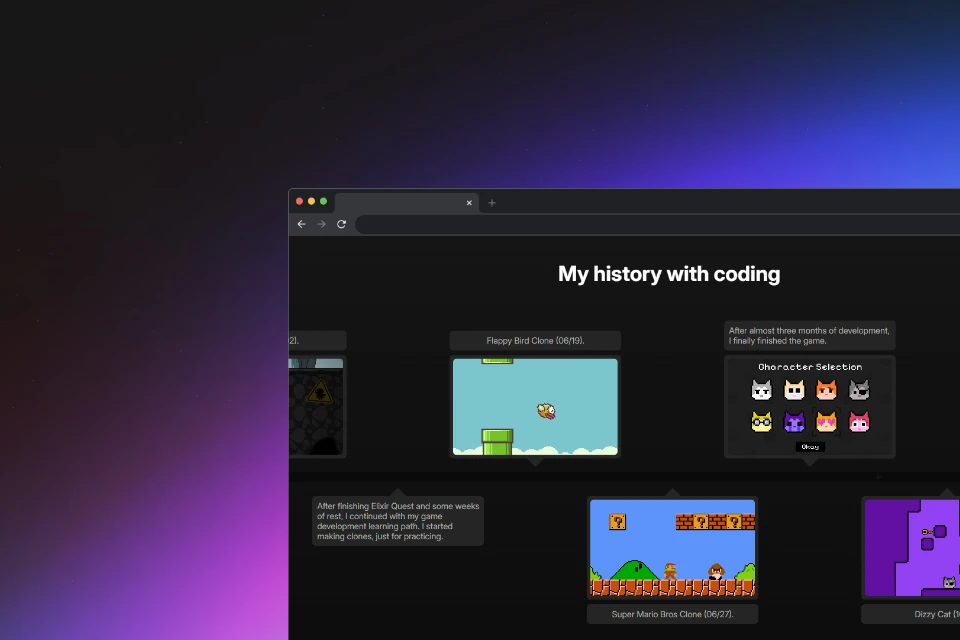 My history with coding
2).
Flappy Bird Clone (06/19).
After almost three months of development,
I finally finished the game.
Character Selection
Okay
After finishing Elixir Quest and some weeks
of rest, I continued with my game
development learning path. I started
making clones, just for practicing.
? ? ?
Super Mario Bros Clone (06/27).
Dizzy Cat (1